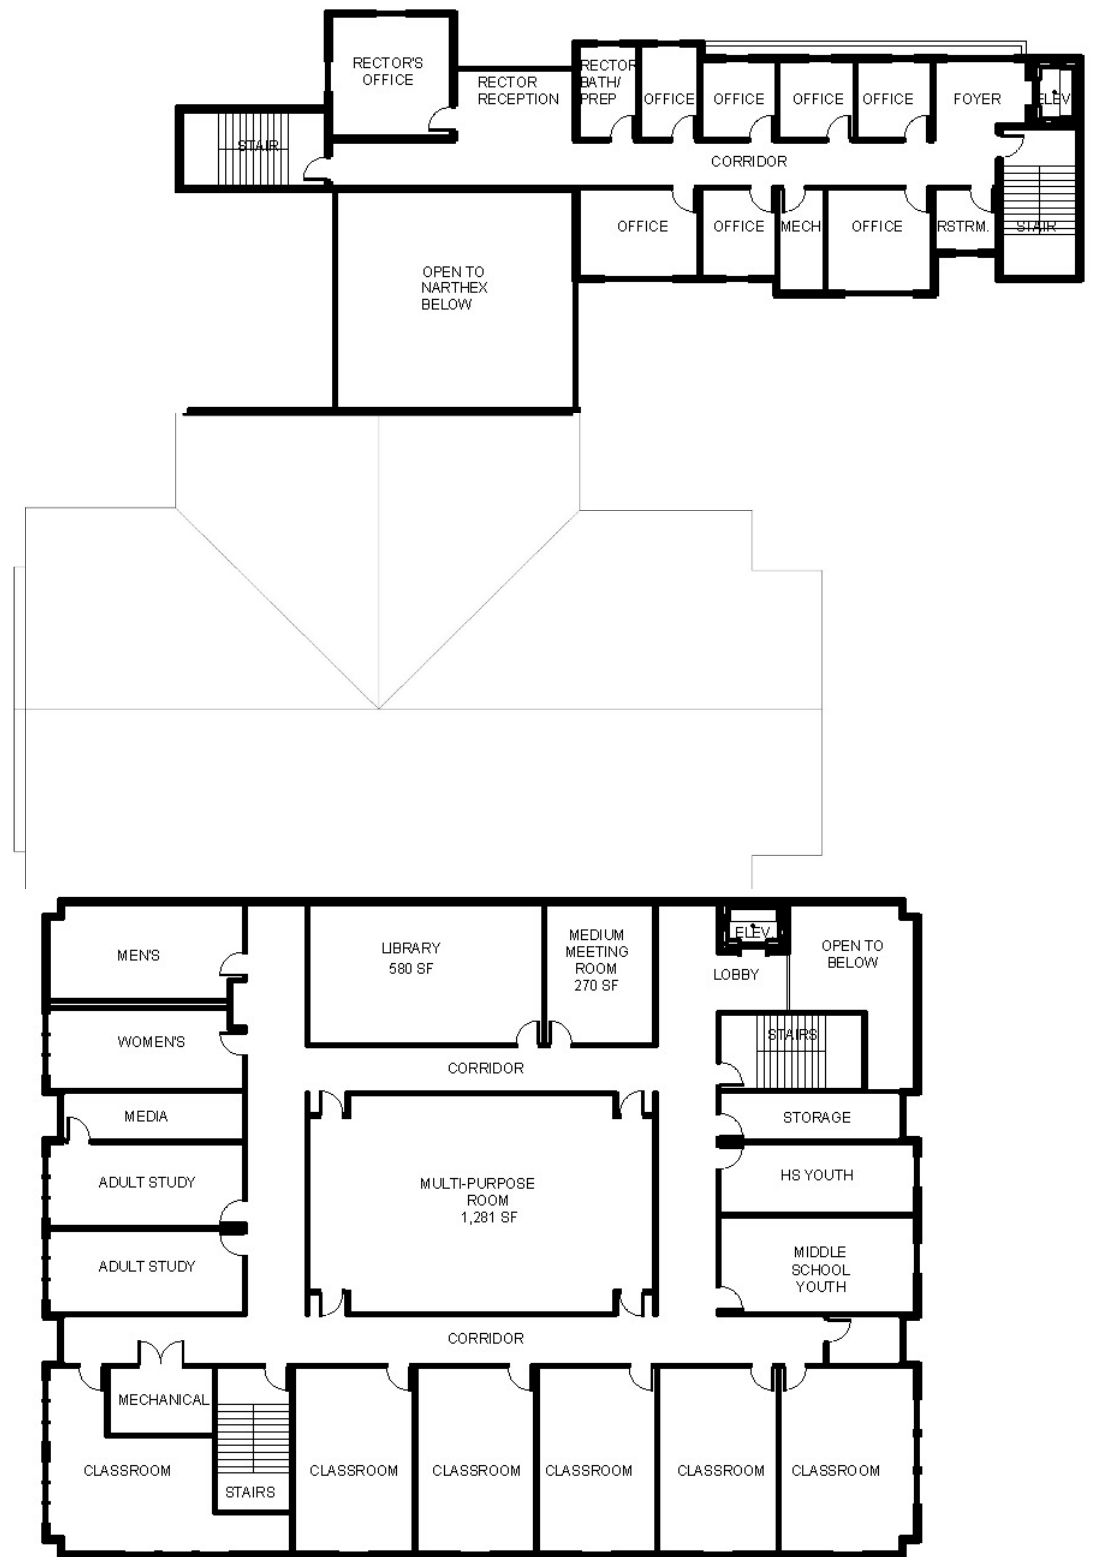 RECTOR'S
OFFICE
RECTOR
RECEPTION
RECTOR
BATH/
PREP
OFFICE
OFFICE
OFFICE
OFFICE
FOYER
ELEV.
STAIR
CORRIDOR
OFFICE
OFFICE
MECH.
OFFICE
RSTRM.
STAIR
OPEN TO
NARTHEX
BELOW
MEN'S
LIBRARY
580 SF
MEDIUM
MEETING
ROOM
270 SF
ELEV.
LOBBY
OPEN TO
BELOW
WOMEN'S
STAIRS
CORRIDOR
MEDIA
STORAGE
ADULT STUDY
MULTI-PURPOSE
ROOM
1,281 SF
HS YOUTH
ADULT STUDY
MIDDLE
SCHOOL
YOUTH
CORRIDOR
MECHANICAL
CLASSROOM
STAIRS
CLASSROOM
CLASSROOM
CLASSROOM
CLASSROOM
CLASSROOM